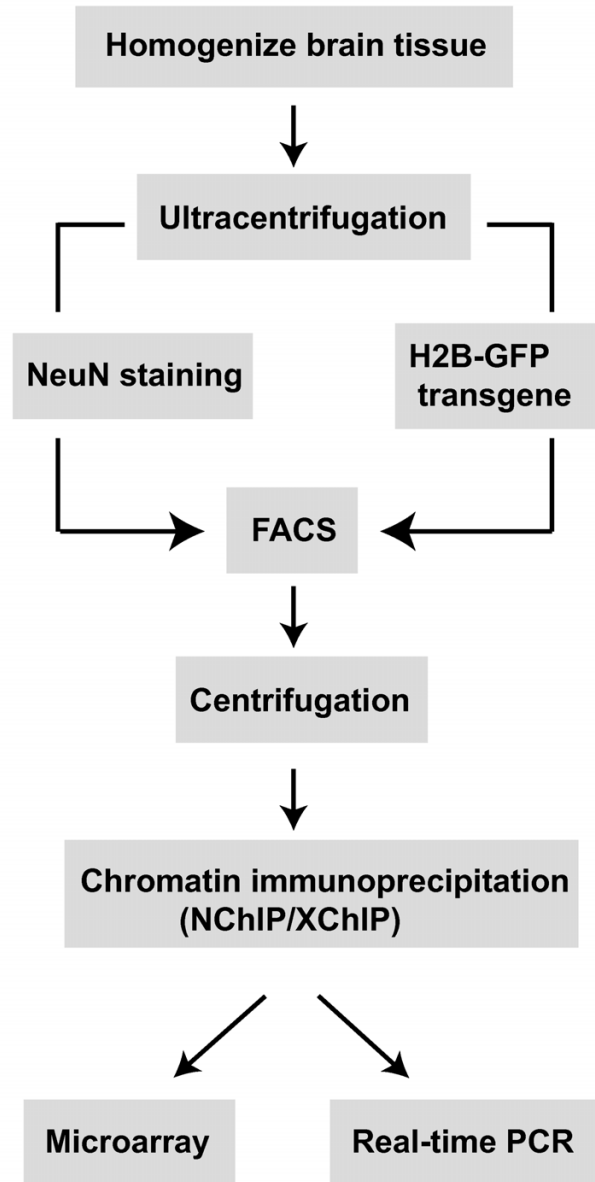 Homogenize brain tissue
Ultracentrifugation
NeuN staining
H2B-GFP
transgene
FACS
Centrifugation
Chromatin immunoprecipitation
(NChIP/XChIP)
Microarray
Real-time PCR